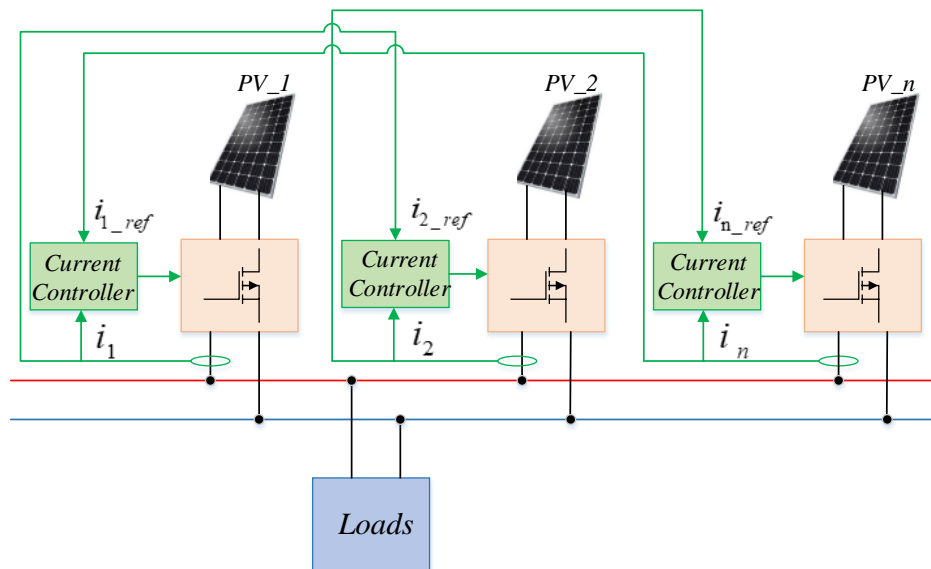 PV_1
PV_2
PV_n
i1_ref
i2_ref
in_ref
Current
Controller
Current
Controller
Current
Controller
i1
i2
in
Loads